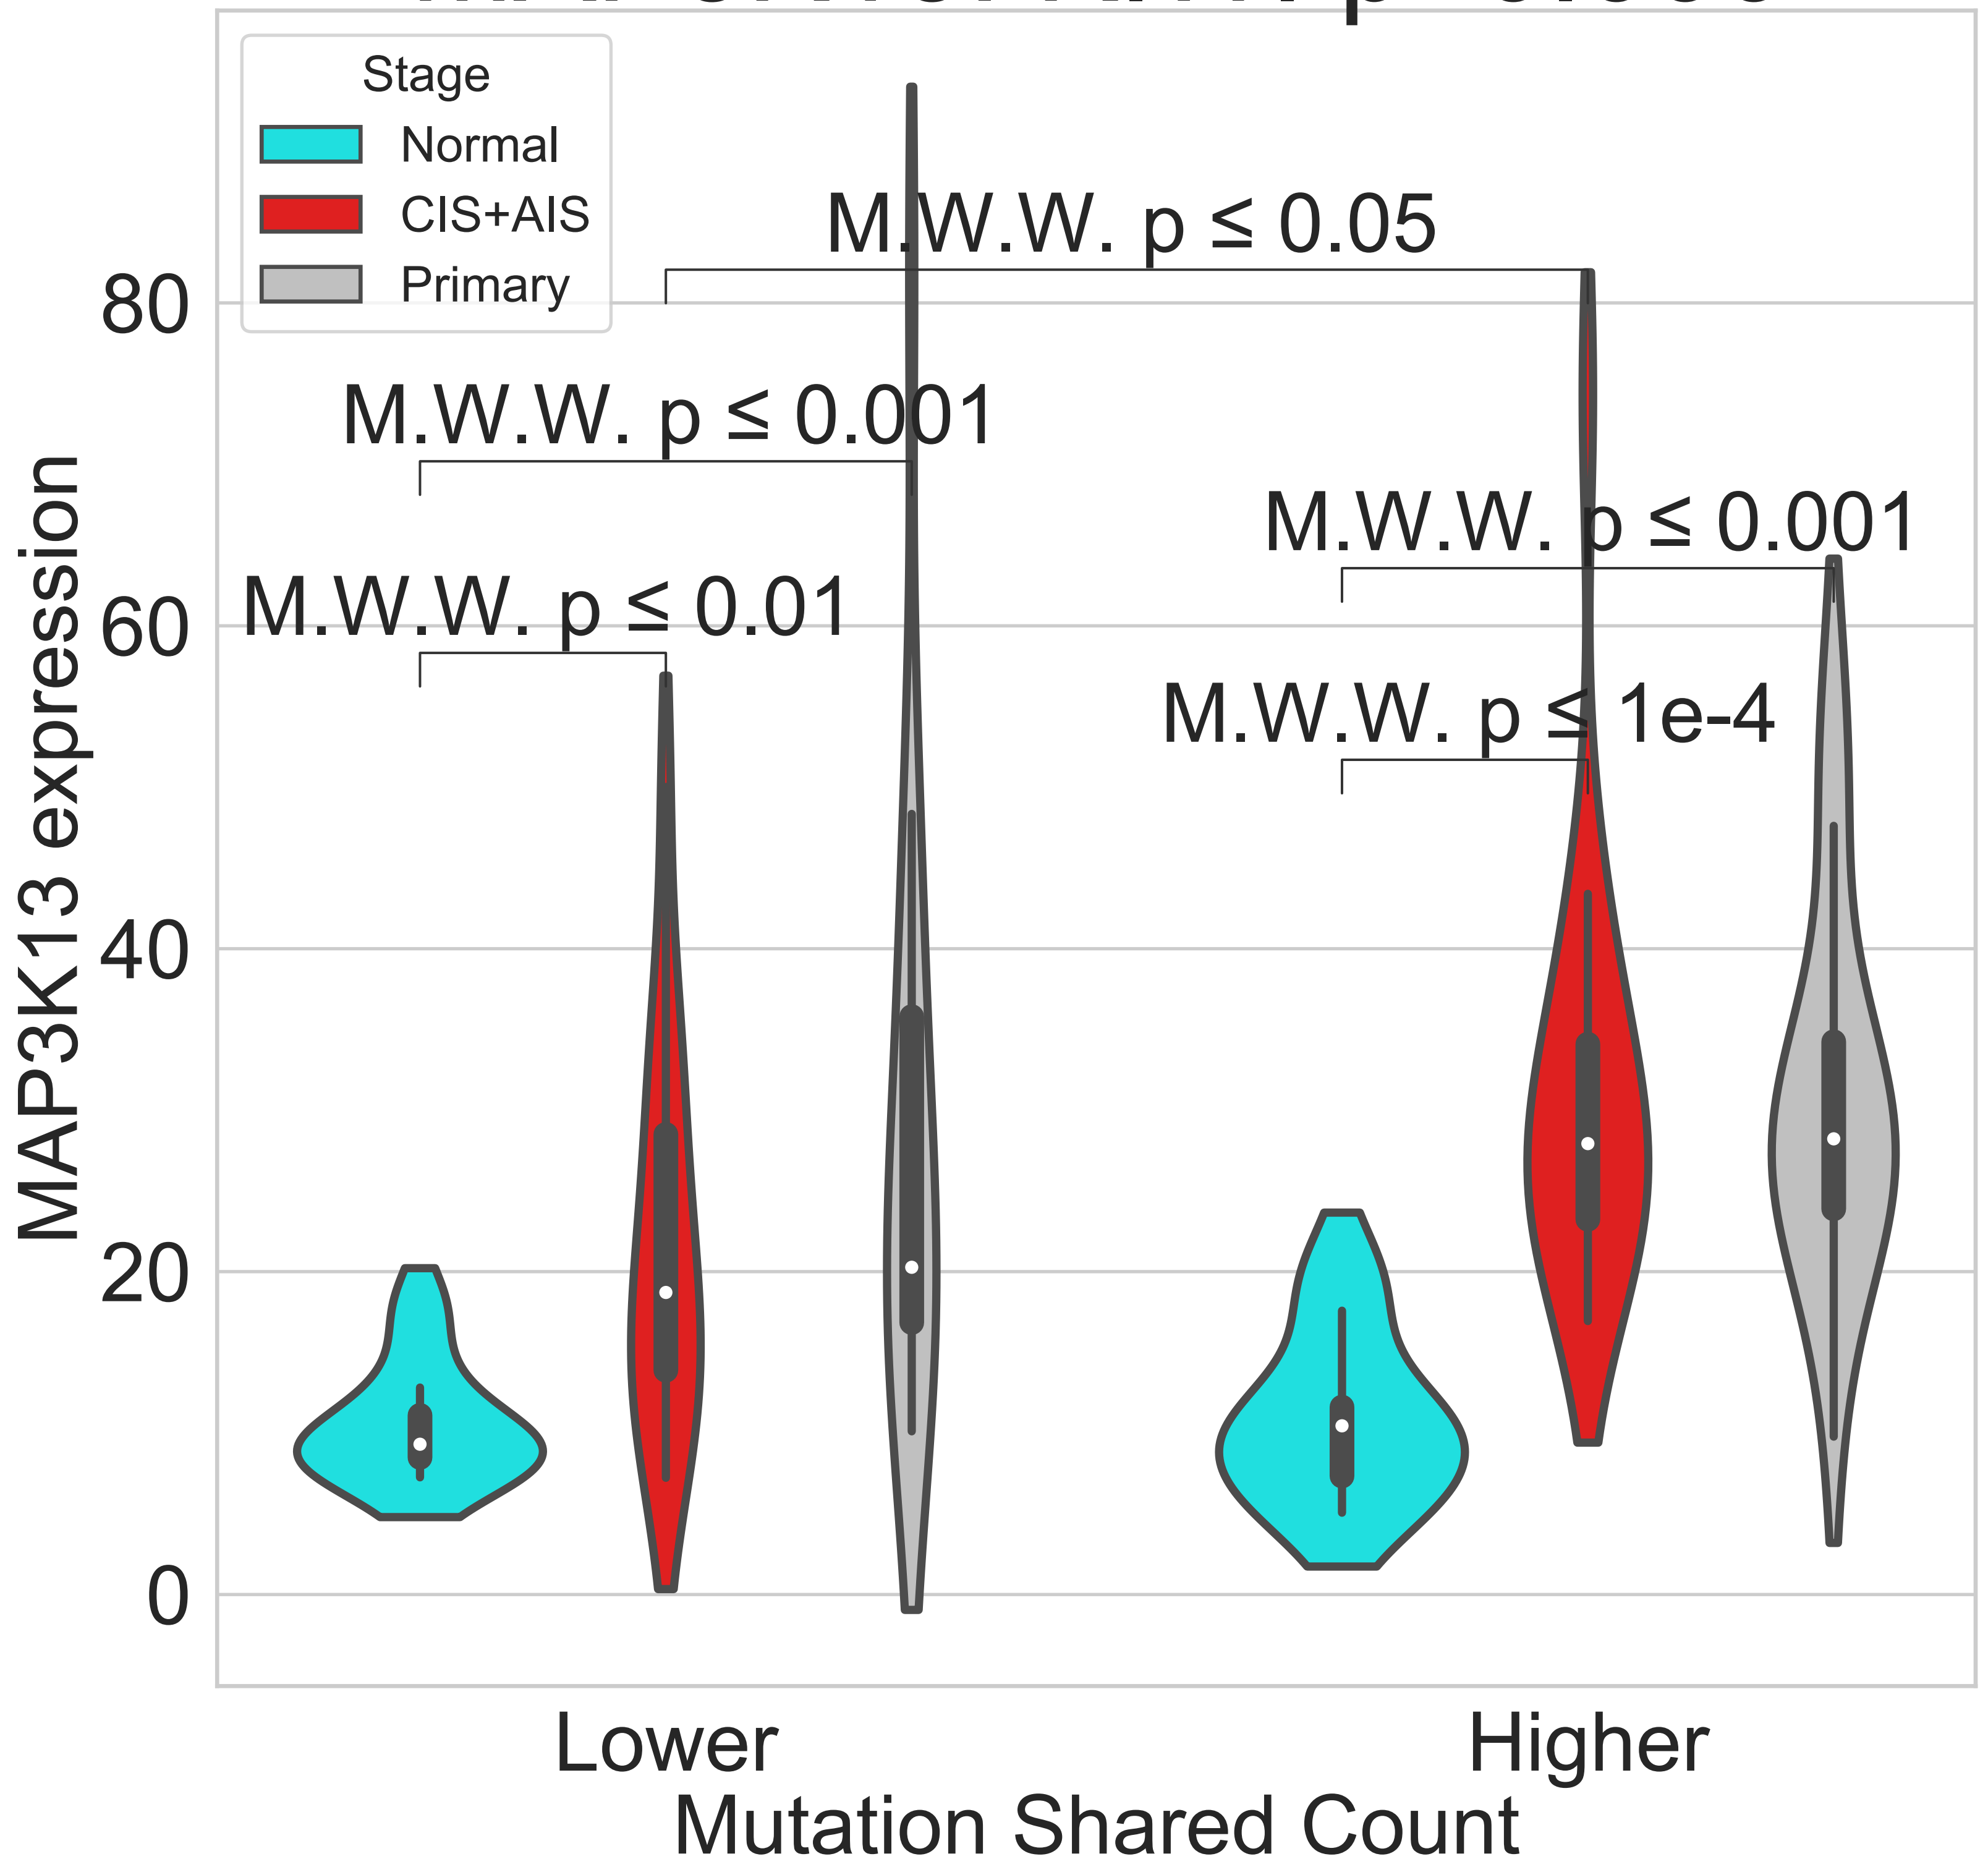 Stage
Normal
CIS+AIS
Primary
M.W.W. p ≤ 0.05
M.W.W. p ≤ 0.001
M.W.W. p ≤ 0.01
M.W.W. p ≤ 0.001
M.W.W. p ≤ 1e-4
80
60
40
20
0
MAP3K13 expression
Lower
Higher
Mutation Shared Count